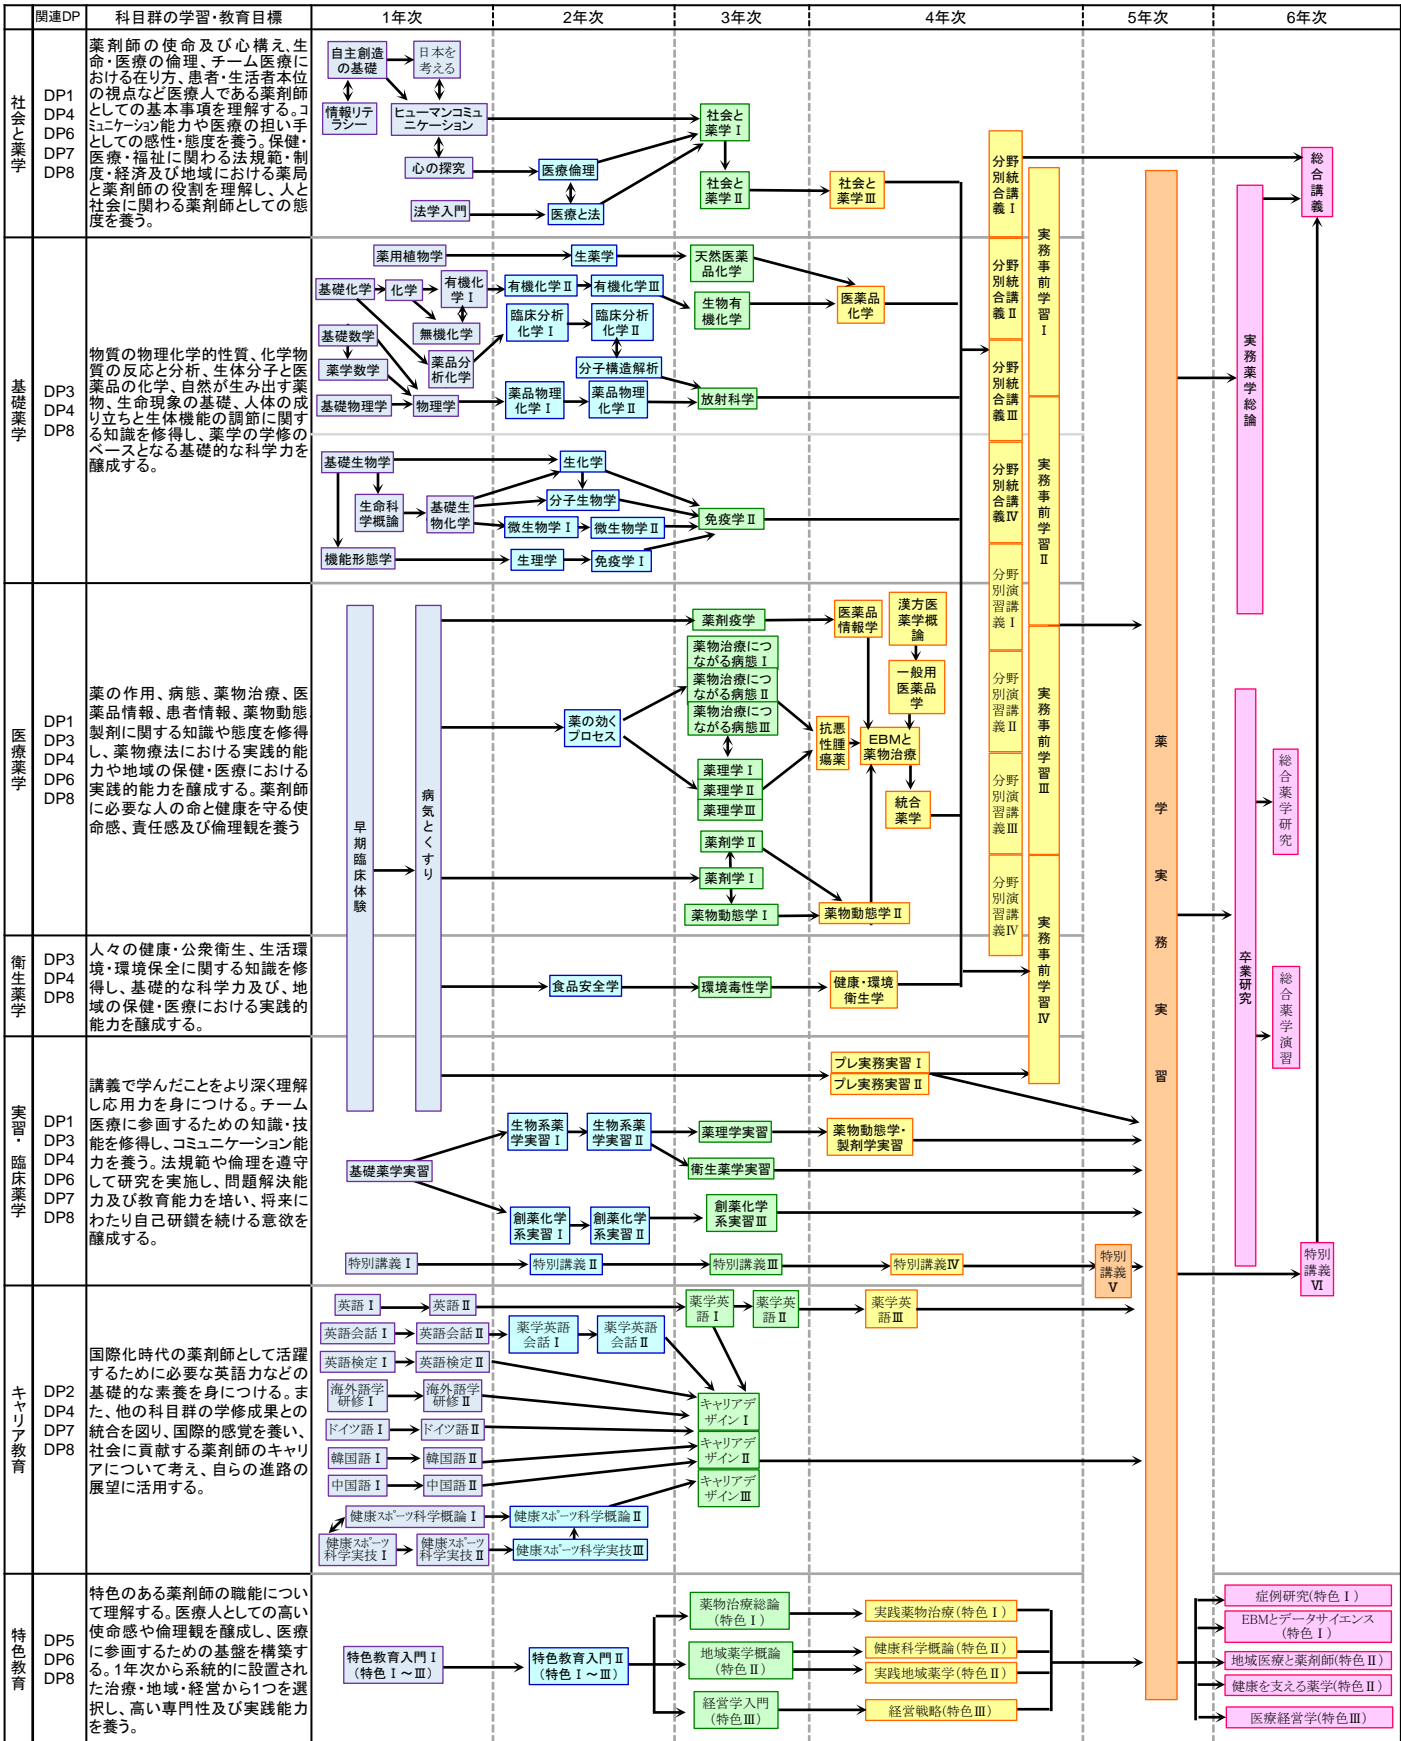 関連DP
科目群の学習・教育目標
1年次
2年次
3年次
4年次
5年次
6年次
社会と薬学
DP1
DP4
DP6
DP7
DP8
薬剤師の使命及び心構え、生
命・医療の倫理、チーム医療に
おける在り方、患者・生活者本位
の視点など医療人である薬剤師
としての基本事項を理解する。コ
ミュニケーション能力や医療の担い手
としての感性・態度を養う。保健・
医療・福祉に関わる法規範・制
度・経済及び地域における薬局
と薬剤師の役割を理解し、人と
社会に関わる薬剤師としての態
度を養う。
自主創造
の基礎
日本を
考える
情報リテ
ラシー
ヒューマンコミュ
ニケーション
心の探究
法学入門
医療倫理
医療と法
社会と
薬学Ⅰ
社会と
薬学Ⅱ
社会と
薬学Ⅲ
分野別統合講義Ⅰ
総合講義
基礎薬学
DP3
DP4
DP8
物質の物理化学的性質、化学物
質の反応と分析、生体分子と医
薬品の化学、自然が生み出す薬
物、生命現象の基礎、人体の成
り立ちと生体機能の調節に関す
る知識を修得し、薬学の学修の
ベースとなる基礎的な科学力を
醸成する。
薬用植物学
生薬学
天然医薬
品化学
基礎化学
化学
有機化
学Ⅰ
有機化学Ⅱ
有機化学Ⅲ
生物有
機化学
医薬品
化学
無機化学
基礎数学
薬学数学
薬品分
析化学
臨床分析
化学Ⅰ
臨床分析
化学Ⅱ
分子構造解析
基礎物理学
物理学
薬品物理
化学Ⅰ
薬品物理
化学Ⅱ
放射科学
基礎生物学
生命科
学概論
基礎生
物化学
機能形態学
生化学
分子生物学
微生物学Ⅰ
微生物学Ⅱ
生理学
免疫学Ⅰ
免疫学Ⅱ
分野別統合講義Ⅱ
分野別統合講義Ⅲ
分野別統合講義Ⅳ
分野別演習講義Ⅰ
実務事前学習Ⅰ
実務事前学習Ⅱ
実務薬学総論
医療薬学
DP1
DP3
DP4
DP6
DP8
薬の作用、病態、薬物治療、医
薬品情報、患者情報、薬物動態
製剤に関する知識や態度を修得
し、薬物療法における実践的能
力や地域の保健・医療における
実践的能力を醸成する。薬剤師
に必要な人の命と健康を守る使
命感、責任感及び倫理観を養う
早期臨床体験
病気とくすり
薬の効く
プロセス
薬剤疫学
薬物治療につ
ながる病態Ⅰ
薬物治療につ
ながる病態Ⅱ
薬物治療につ
ながる病態Ⅲ
薬理学Ⅰ
薬理学Ⅱ
薬理学Ⅲ
薬剤学Ⅱ
薬剤学Ⅰ
薬物動態学Ⅰ
医薬品
情報学
漢方医
薬学概
論
一般用
医薬品
学
抗悪
性腫
瘍薬
EBMと
薬物治療
統合
薬学
薬物動態学Ⅱ
分野別演習講義Ⅱ
分野別演習講義Ⅲ
分野別演習講義Ⅳ
実務事前学習Ⅲ
実務事前学習Ⅳ
薬学実務実習
卒業研究
総合薬学研究
総合薬学演習
衛生薬学
DP3
DP4
DP8
人々の健康・公衆衛生、生活環
境・環境保全に関する知識を修
得し、基礎的な科学力及び、地
域の保健・医療における実践的
能力を醸成する。
食品安全学
環境毒性学
健康・環境
衛生学
実習・臨床薬学
DP1
DP3
DP4
DP6
DP7
DP8
講義で学んだことをより深く理解
し応用力を身につける。チーム
医療に参画するための知識・技
能を修得し、コミュニケーション能
力を養う。法規範や倫理を遵守
して研究を実施し、問題解決能
力及び教育能力を培い、将来に
わたり自己研鑽を続ける意欲を
醸成する。
プレ実務実習Ⅰ
プレ実務実習Ⅱ
基礎薬学実習
生物系薬
学実習Ⅰ
生物系薬
学実習Ⅱ
薬理学実習
薬物動態学・
製剤学実習
衛生薬学実習
創薬化学
系実習Ⅰ
創薬化学
系実習Ⅱ
創薬化学
系実習Ⅲ
特別講義Ⅰ
特別講義Ⅱ
特別講義Ⅲ
特別講義Ⅳ
特別
講義
Ⅴ
特別
講義
Ⅵ
キャリア教育
DP2
DP4
DP7
DP8
国際化時代の薬剤師として活躍
するために必要な英語力などの
基礎的な素養を身につける。ま
た、他の科目群の学修成果との
統合を図り、国際的感覚を養い、
社会に貢献する薬剤師のキャリ
アについて考え、自らの進路の
展望に活用する。
英語Ⅰ
英語Ⅱ
薬学英
語Ⅰ
薬学英
語Ⅱ
薬学英
語Ⅲ
英語会話Ⅰ
英語会話Ⅱ
薬学英語
会話Ⅰ
薬学英語
会話Ⅱ
英語検定Ⅰ
英語検定Ⅱ
海外語学
研修Ⅰ
海外語学
研修Ⅱ
ドイツ語Ⅰ
ドイツ語Ⅱ
韓国語Ⅰ
韓国語Ⅱ
中国語Ⅰ
中国語Ⅱ
キャリアデ
ザインⅠ
キャリアデ
ザインⅡ
キャリアデ
ザインⅢ
健康スポーツ科学概論Ⅰ
健康スポーツ科学概論Ⅱ
健康スポーツ
科学実技Ⅰ
健康スポーツ
科学実技Ⅱ
健康スポーツ科学実技Ⅲ
特色教育
DP5
DP6
DP8
特色のある薬剤師の職能につい
て理解する。医療人としての高い
使命感や倫理観を醸成し、医療
に参画するための基盤を構築す
る。1年次から系統的に設置され
た治療・地域・経営から1つを選
択し、高い専門性及び実践能力
を養う。
特色教育入門Ⅰ
(特色Ⅰ～Ⅲ)
特色教育入門Ⅱ
(特色Ⅰ～Ⅲ)
薬物治療総論
(特色Ⅰ)
地域薬学概論
(特色Ⅱ)
経営学入門
(特色Ⅲ)
実践薬物治療(特色Ⅰ)
健康科学概論(特色Ⅱ)
実践地域薬学(特色Ⅱ)
経営戦略(特色Ⅲ)
症例研究(特色Ⅰ)
EBMとデータサイエンス
(特色Ⅰ)
地域医療と薬剤師(特色Ⅱ)
健康を支える薬学(特色Ⅱ)
医療経営学(特色Ⅲ)